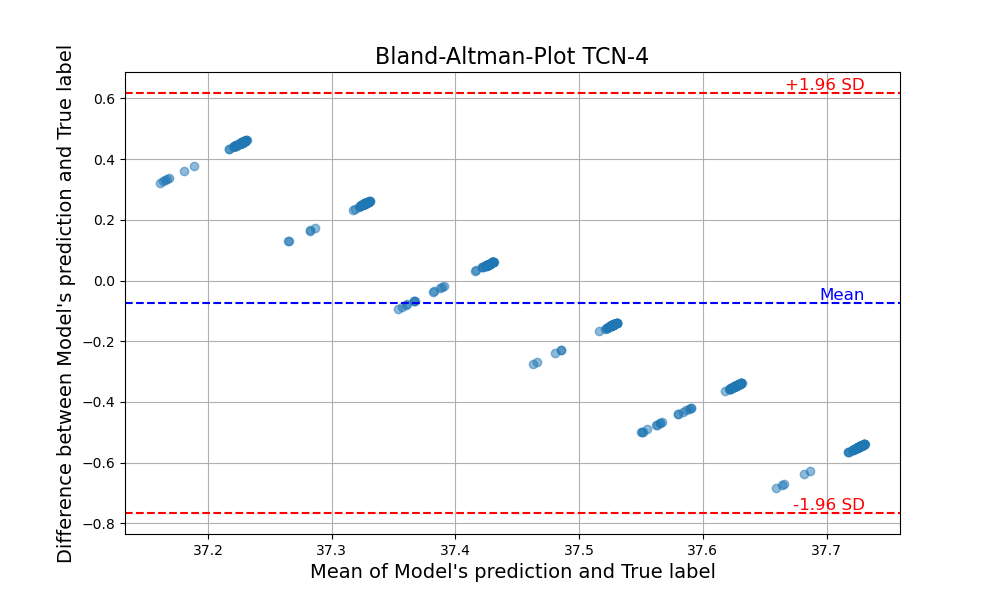 Bland-Altman-Plot TCN-4
Difference between Model's prediction and True label
0.6
0.4
0.2
0.0
−0.2
−0.4
−0.6
−0.8
+1.96 SD
Mean
-1.96 SD
37.2 37.3 37.4 37.5 37.6 37.7
Mean of Model's prediction and True label